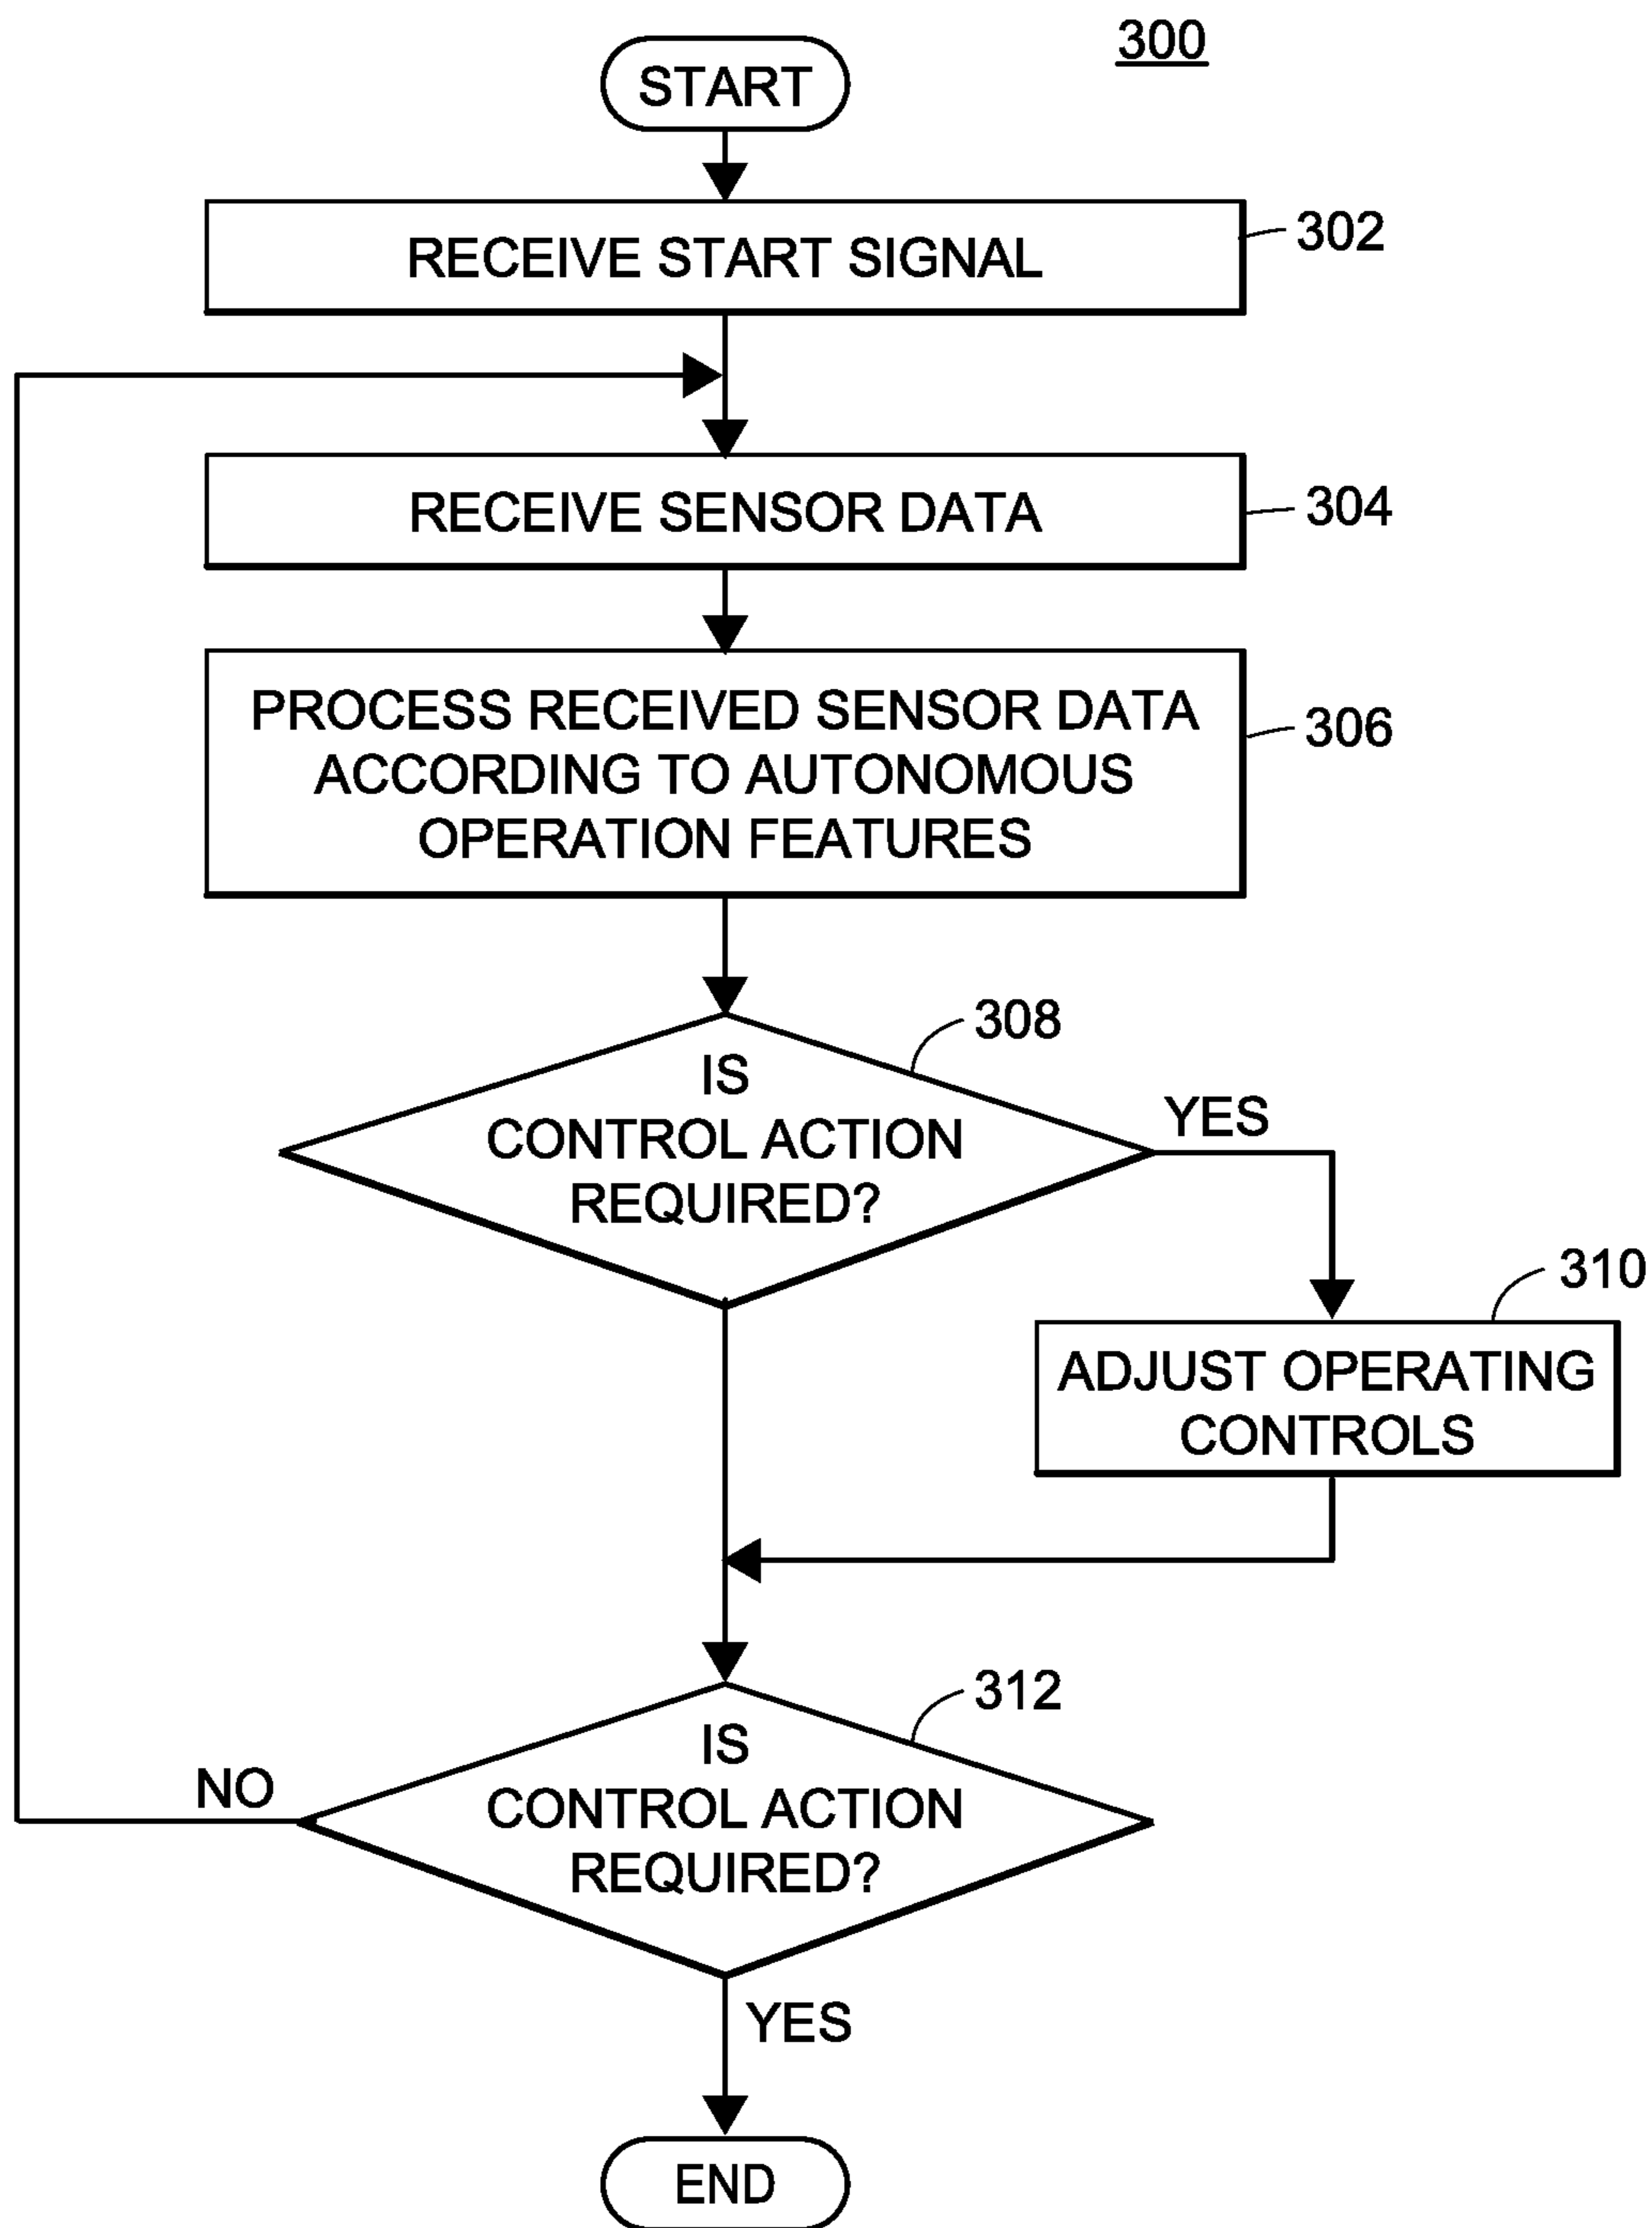 300
START
RECEIVE START SIGNAL
302
RECEIVE SENSOR DATA
304
PROCESS RECEIVED SENSOR DATA
ACCORDING TO AUTONOMOUS
OPERATION FEATURES
306
308
IS
CONTROL ACTION
REQUIRED?
YES
310
ADJUST OPERATING
CONTROLS
312
IS
CONTROL ACTION
REQUIRED?
NO
YES
END